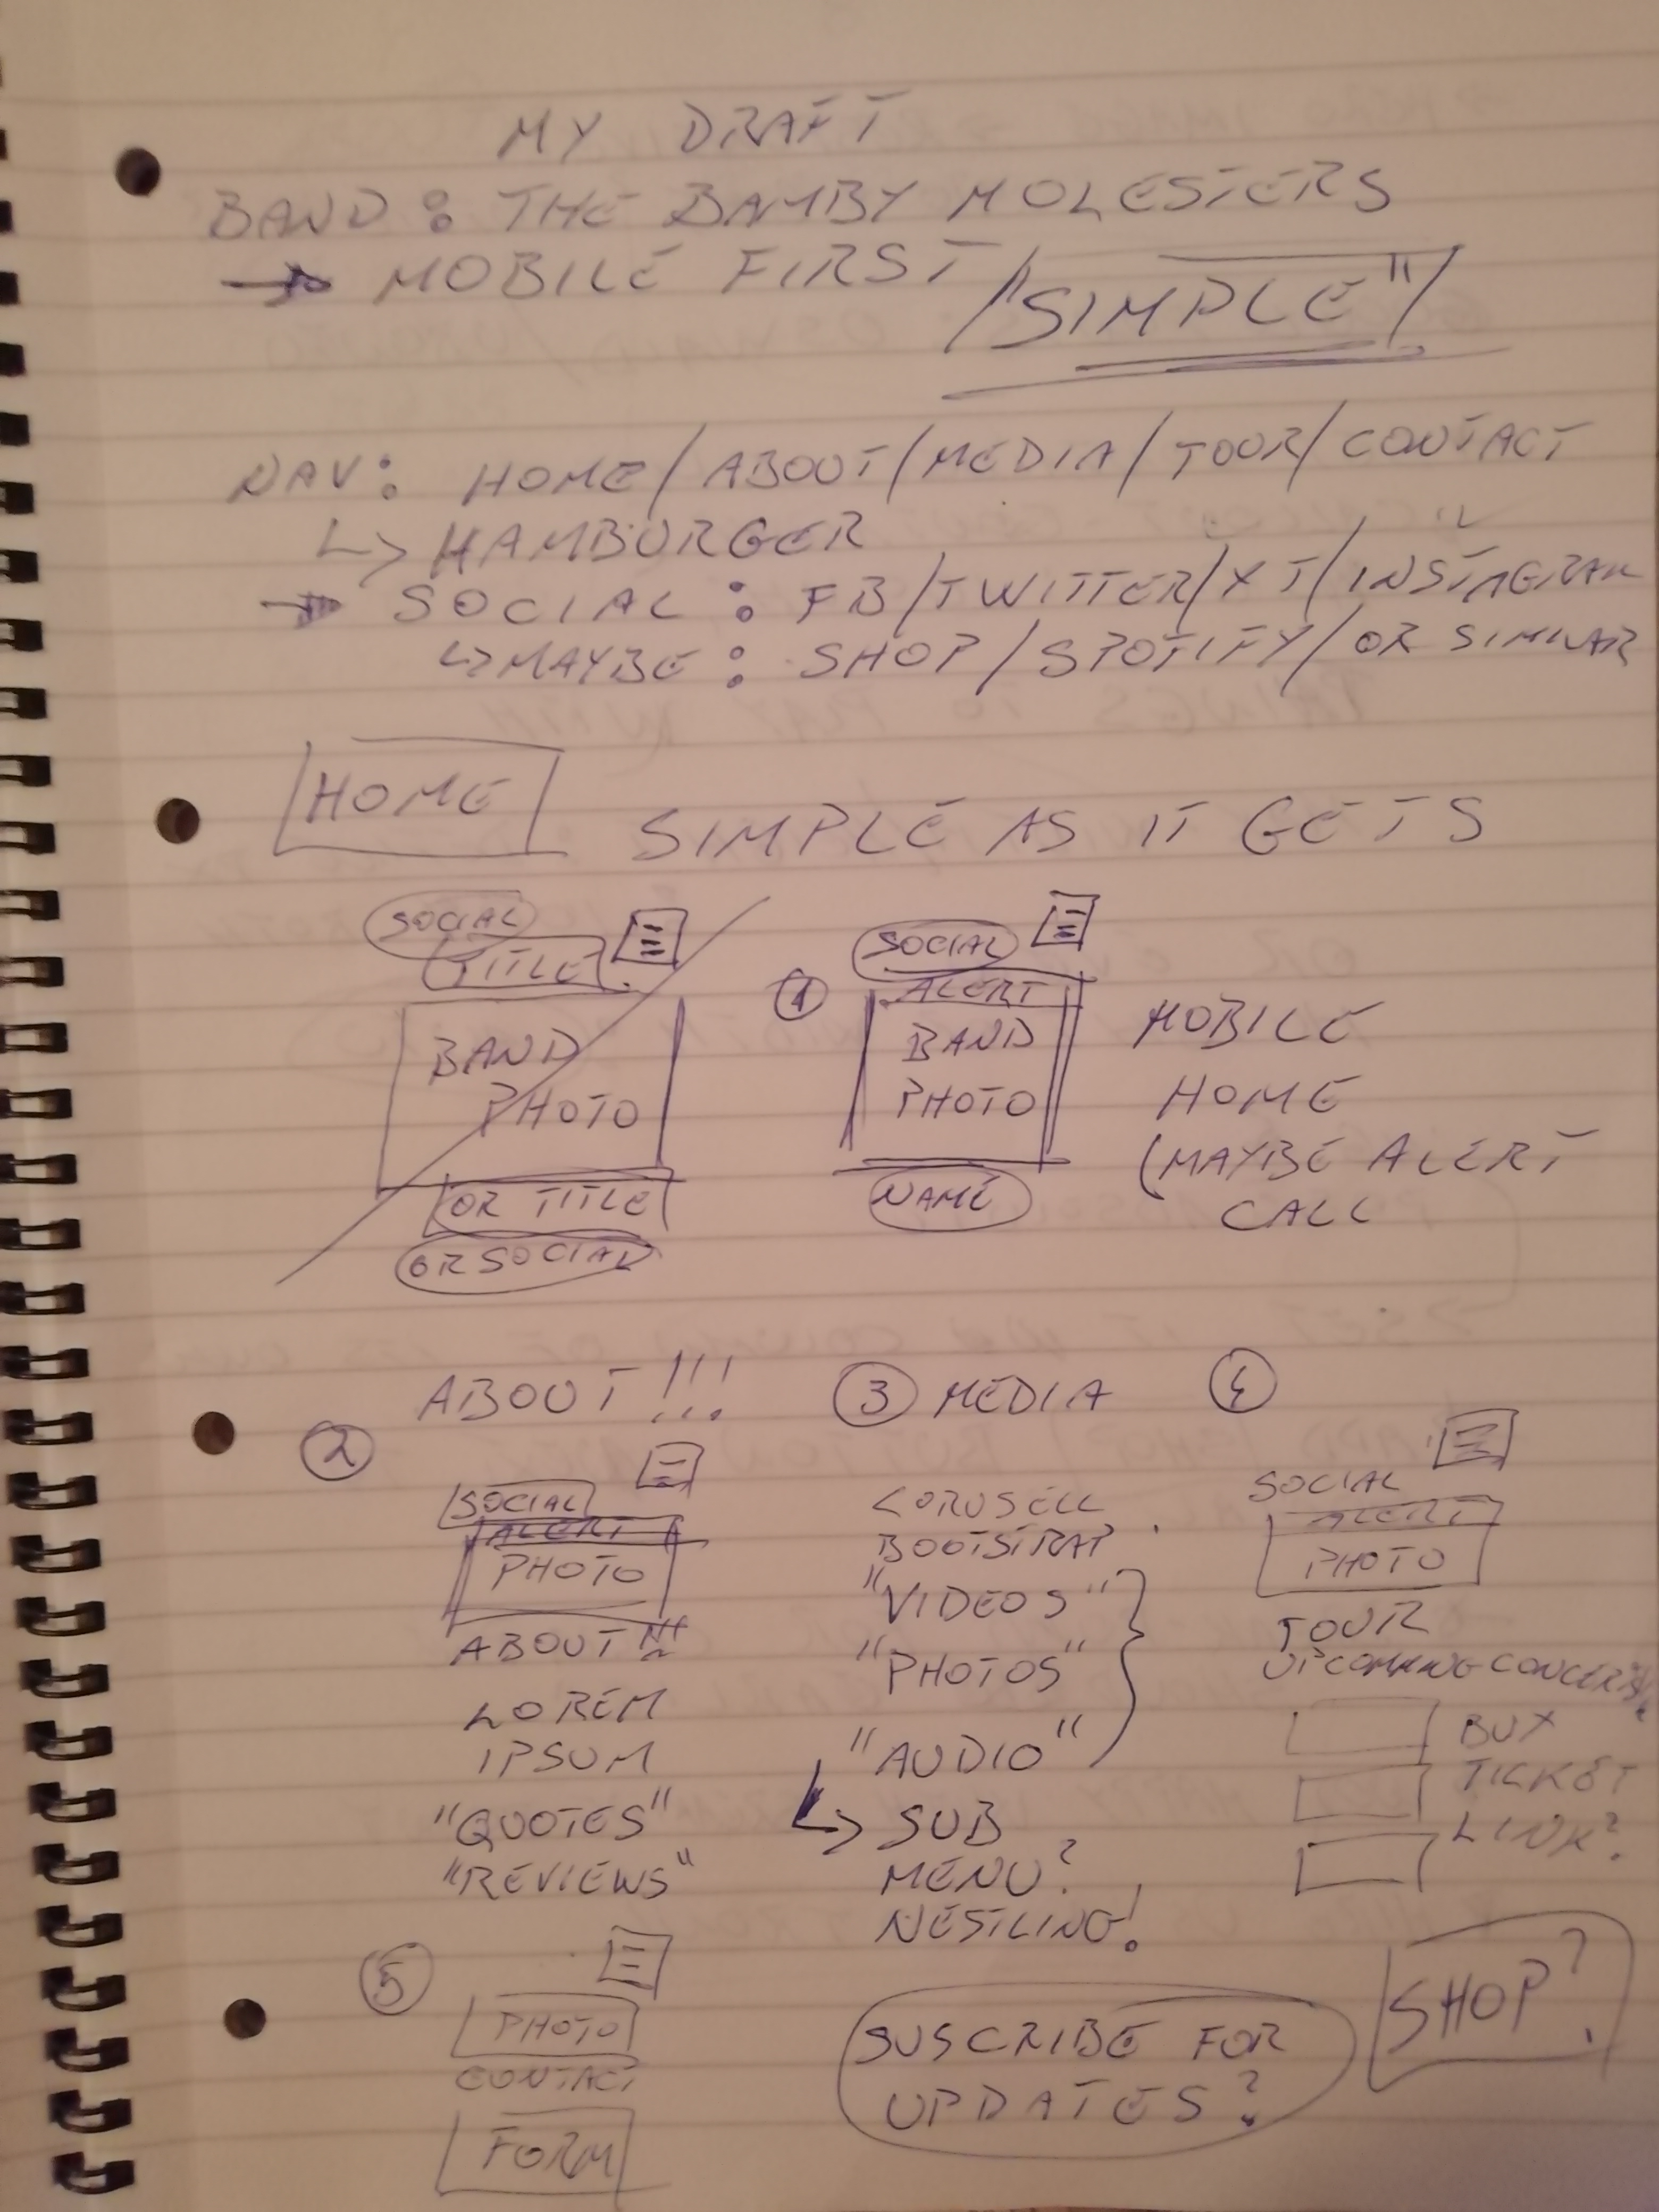 MY DRAFT
BAND: THE BAMBY MOLESTERS
→ MOBILE FIRST /"SIMPLE"/
NAV: HOME/ABOUT/MEDIA/TOUR/CONTACT
↳ HAMBURGER
→ SOCIAL: FB/TWITTER/YT/INSTAGRAM
↳ MAYBE: SHOP/SPOTIFY/OR SIMILAR
HOME
SIMPLE AS IT GETS
SOCIAL
TITLE
BAND
PHOTO
OR TITLE
OR SOCIAL
1
SOCIAL
ALERT
BAND
PHOTO
NAME
MOBILE
HOME
(MAYBE ALERT
CALL
2
ABOUT!!!
SOCIAL
ALERT
PHOTO
ABOUT
LOREM
IPSUM
"QUOTES"
"REVIEWS"
3 MEDIA
CORUSELL
BOOTSTRAP
"VIDEOS"
"PHOTOS"
"AUDIO"
↳ SUB
MENU?
NESTLING!
4
SOCIAL
ALERT
PHOTO
TOUR
BUY
TICKET
LINK?
5
PHOTO
CONTACT
FORM
SUSCRIBE FOR
UPDATES?
SHOP?